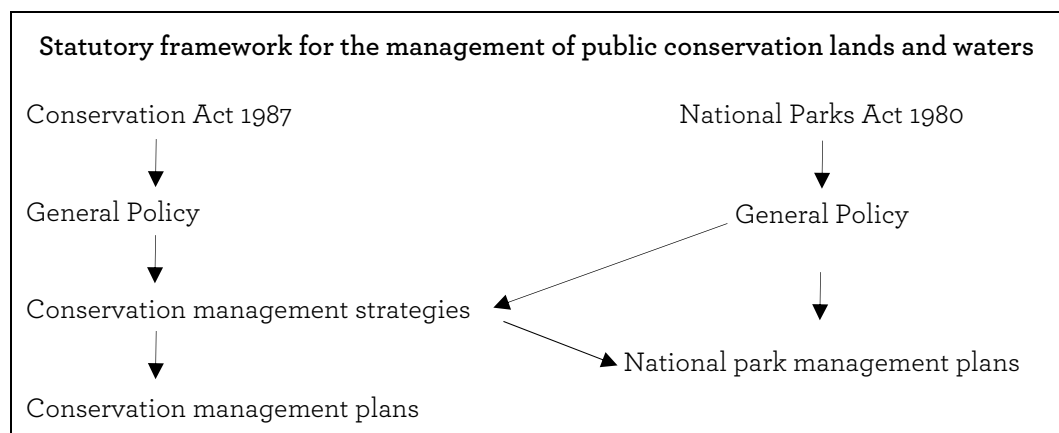 Statutory framework for the management of public conservation lands and waters
Conservation Act 1987
National Parks Act 1980
General Policy
General Policy
Conservation management strategies
National park management plans
Conservation management plans